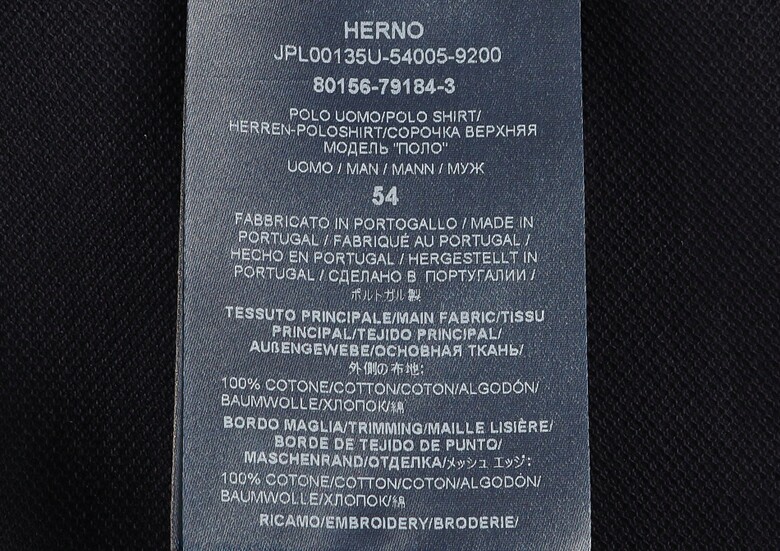 HERNO
JPL00135U-54005-9200
80156-79184-3
POLO UOMO/POLO SHIRT/
HERREN-POLOSHIRT/СОРОЧКА ВЕРХНЯЯ
МОДЕЛЬ "ПОЛО"
UOMO / MAN / MANN / МУЖ
54
FABBRICATO IN PORTOGALLO / MADE IN
PORTUGAL / FABRIQUÉ AU PORTUGAL /
HECHO EN PORTUGAL / HERGESTELLT IN
PORTUGAL / СДЕЛАНО В ПОРТУГАЛИИ /
ポルトガル製
TESSUTO PRINCIPALE/MAIN FABRIC/TISSU
PRINCIPAL/TEJIDO PRINCIPAL/
AUßENGEWEBE/ОСНОВНАЯ ТКАНЬ/
外側の布地:
100% COTONE/COTTON/COTON/ALGODÓN/
BAUMWOLLE/ХЛОПОК/綿
BORDO MAGLIA/TRIMMING/MAILLE LISIÈRE/
BORDE DE TEJIDO DE PUNTO/
MASCHENRAND/ОТДЕЛКА/メッシュ エッジ:
100% COTONE/COTTON/COTON/ALGODÓN/
BAUMWOLLE/ХЛОПОК/綿
RICAMO/EMBROIDERY/BRODERIE/